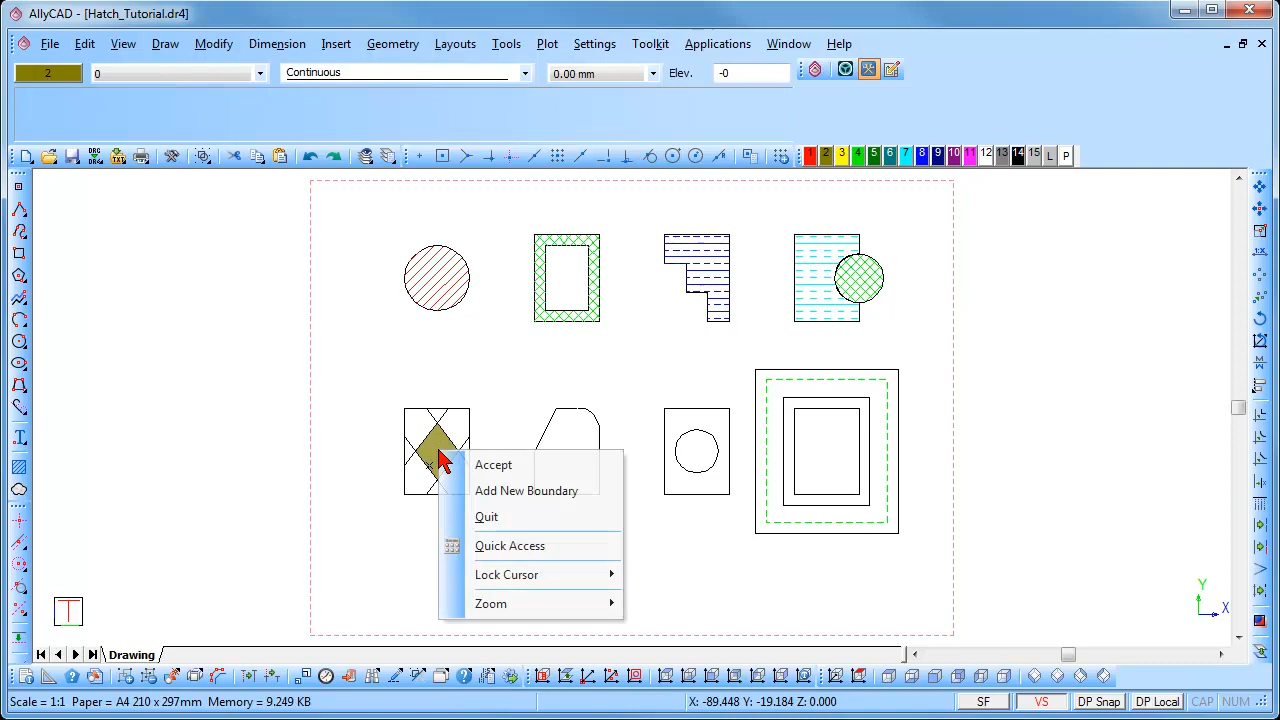 AllyCAD - [Hatch_Tutorial.dr4]
File Edit View Draw Modify Dimension Insert Geometry Layouts Tools Plot Settings Toolkit Applications Window Help
2 0 Continuous 0.00 mm Elev. -0
1 2 3 4 5 6 7 8 9 10 11 12 13 14 15 L P
Accept
Add New Boundary
Quit
Quick Access
Lock Cursor
Zoom
Y
X
T
Drawing
Scale = 1:1 Paper = A4 210 x 297mm Memory = 9.249 KB X: -89.448 Y: -19.184 Z: 0.000 SF VS DP Snap DP Local CAP NUM